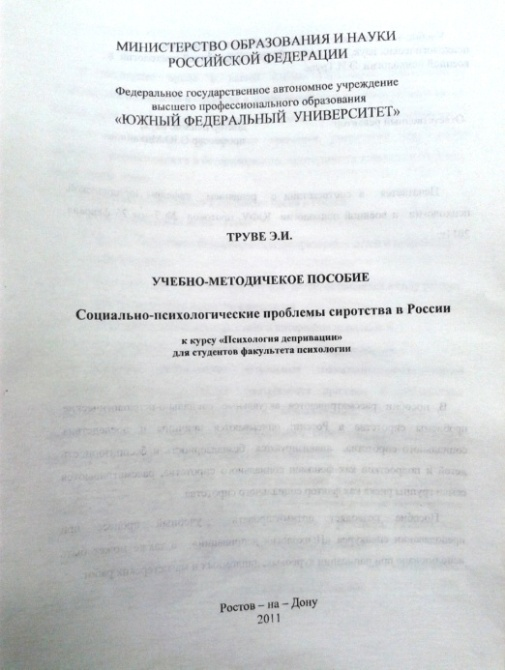 МИНИСТЕРСТВО ОБРАЗОВАНИЯ И НАУКИ
РОССИЙСКОЙ ФЕДЕРАЦИИ
Федеральное государственное автономное учреждение
высшего профессионального образования
«ЮЖНЫЙ ФЕДЕРАЛЬНЫЙ УНИВЕРСИТЕТ»
ТРУВЕ Э.И.
УЧЕБНО-МЕТОДИЧЕКОЕ ПОСОБИЕ
Социально-психологические проблемы сиротства в России
к курсу «Психология депривации»
для студентов факультета психологии
Ростов – на – Дону
2011